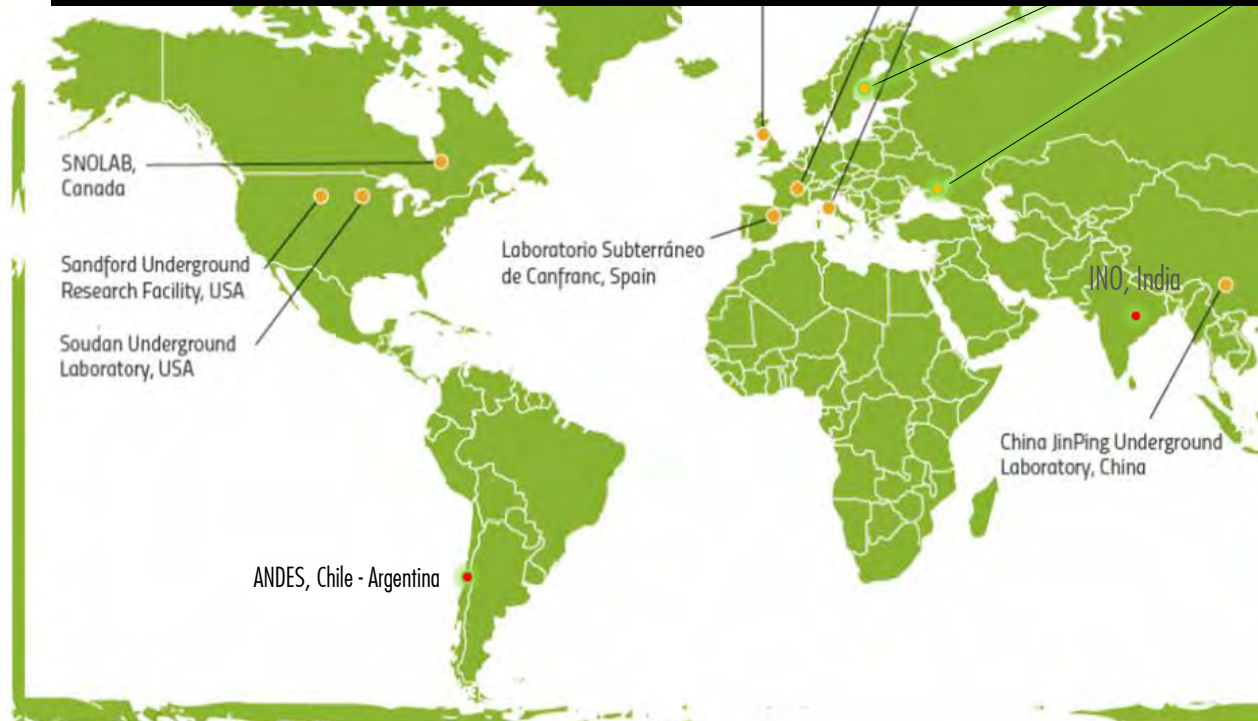 SNOLAB,
Canada
Sandford Underground
Research Facility, USA
Soudan Underground
Laboratory, USA
Laboratorio Subterráneo
de Canfranc, Spain
INO, India
China JinPing Underground
Laboratory, China
ANDES, Chile - Argentina